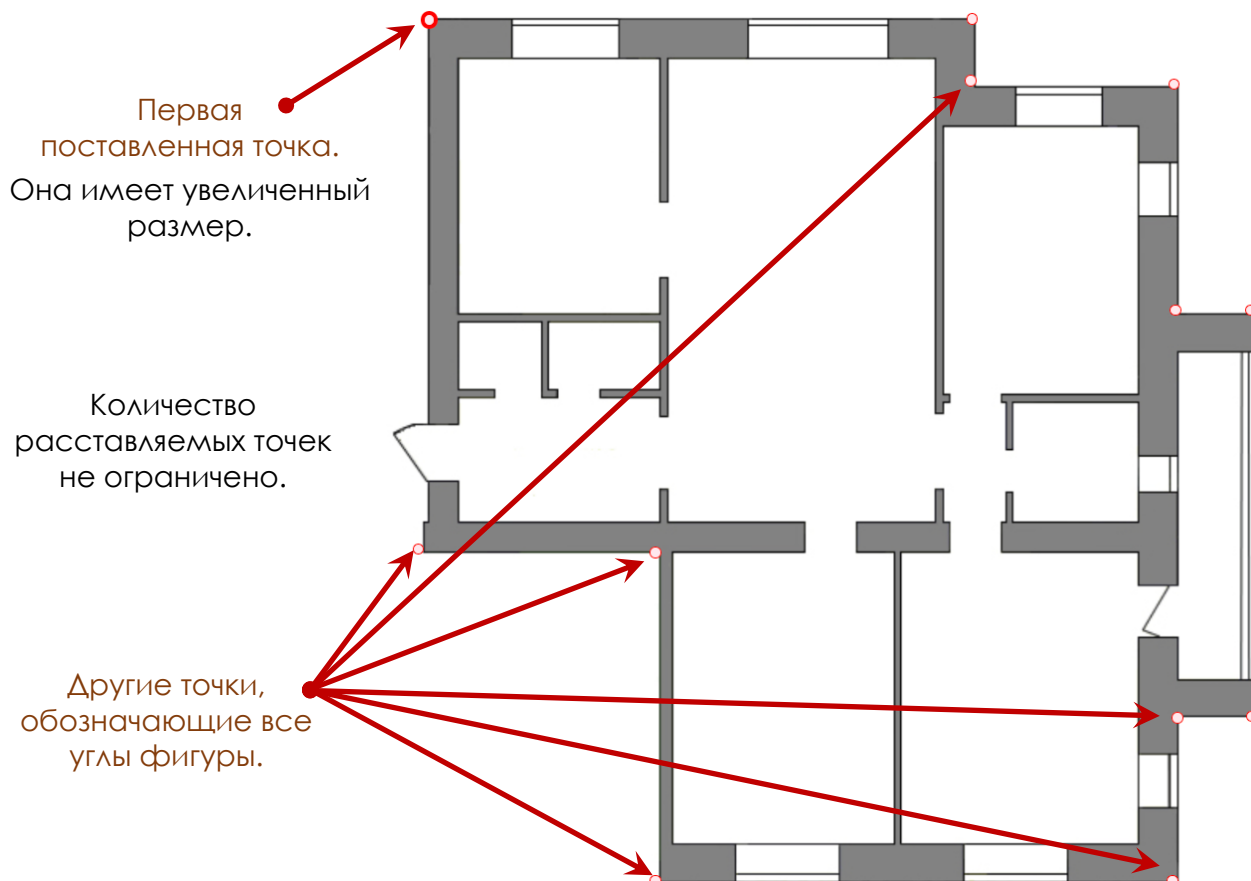 Первая
поставленная точка.
Она имеет увеличенный
размер.
Количество
расставляемых точек
не ограничено.
Другие точки,
обозначающие все
углы фигуры.